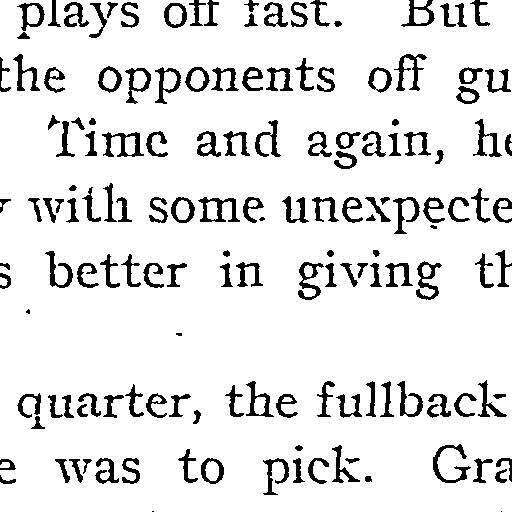 plays off fast. But
the opponents off gu
Time and again, he
with some unexpecte
s better in giving th
quarter, the fullback
e was to pick. Gra